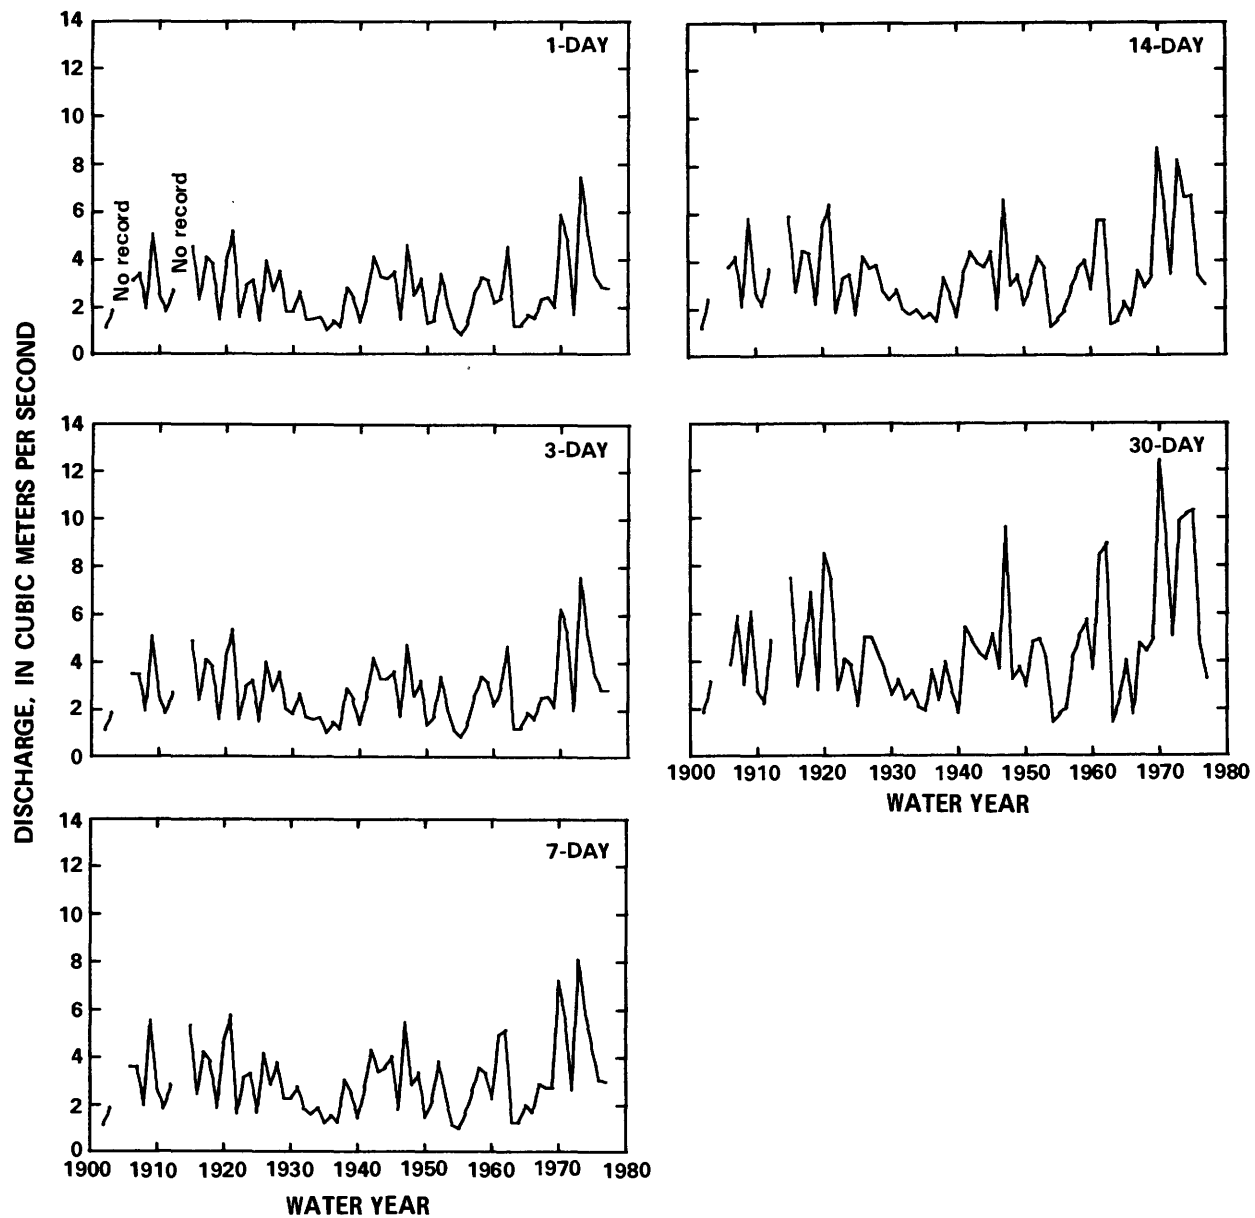 DISCHARGE, IN CUBIC METERS PER SECOND
14
12
10
8
6
4
2
0
1-DAY
No record
No record
14-DAY
14
12
10
8
6
4
2
0
3-DAY
30-DAY
1900 1910 1920 1930 1940 1950 1960 1970 1980
WATER YEAR
14
12
10
8
6
4
2
0
7-DAY
1900 1910 1920 1930 1940 1950 1960 1970 1980
WATER YEAR